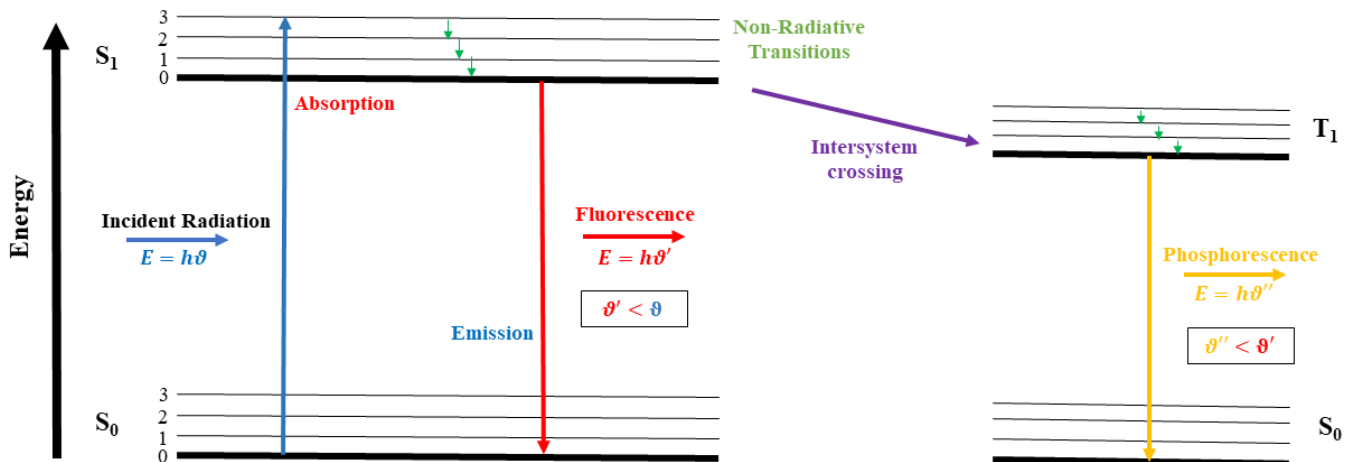 Energy
S1
3
2
1
0
Absorption
Incident Radiation
E = hϑ
Fluorescence
E = hϑ′
ϑ′ < ϑ
Emission
S0
3
2
1
0
Non-Radiative
Transitions
Intersystem
crossing
T1
Phosphorescence
E = hϑ′′
ϑ′′ < ϑ′
S0